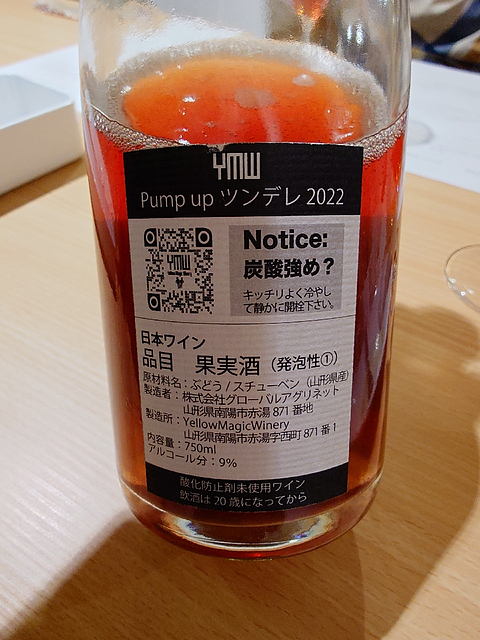 YMW
Pump up ツンデレ 2022
YMW
Notice:
炭酸強め？
キッチリよく冷やし
て静かに開栓下さい。
日本ワイン
品目 果実酒（発泡性①）
原材料名：ぶどう / スチューベン（山形県産）
製造者：株式会社グローバルアグリネット
山形県南陽市赤湯 871 番地
製造所：YellowMagicWinery
山形県南陽市赤湯字西町 871 番 1
内容量：750ml
アルコール分：9%
酸化防止剤未使用ワイン
飲酒は 20 歳になってから